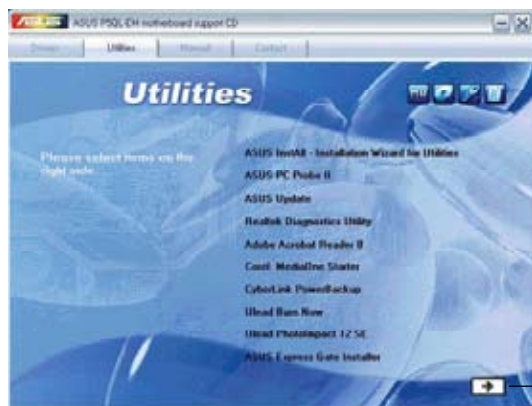 ASUS P5QL-EM motherboard support CD
Drivers Utilities Manual Contact
Utilities
Please select items on the
right side.
ASUS InstAll - Installation Wizard for Utilities
ASUS PC Probe II
ASUS Update
Realtek Diagnostics Utility
Adobe Acrobat Reader 8
Corel MediaOne Starter
CyberLink PowerBackup
Ulead Burn Now
Ulead PhotoImpact 12 SE
ASUS Express Gate Installer